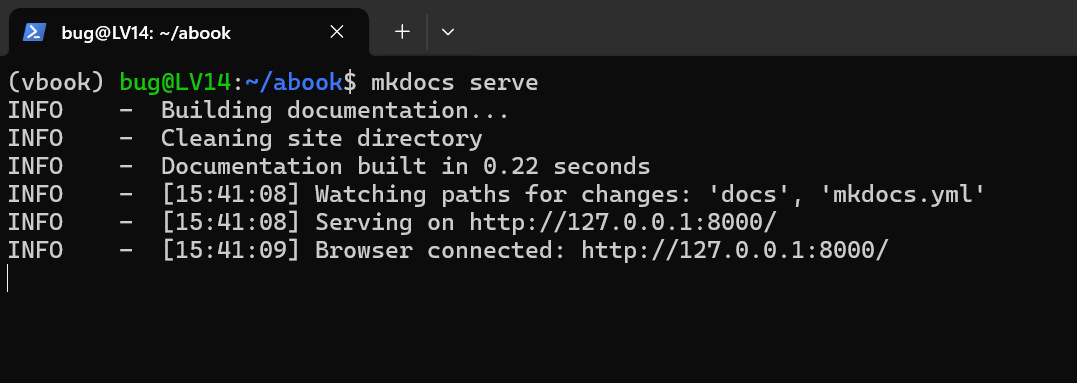 bug@LV14: ~/abook
(vbook) bug@LV14:~/abook$ mkdocs serve
INFO    -  Building documentation...
INFO    -  Cleaning site directory
INFO    -  Documentation built in 0.22 seconds
INFO    -  [15:41:08] Watching paths for changes: 'docs', 'mkdocs.yml'
INFO    -  [15:41:08] Serving on http://127.0.0.1:8000/
INFO    -  [15:41:09] Browser connected: http://127.0.0.1:8000/